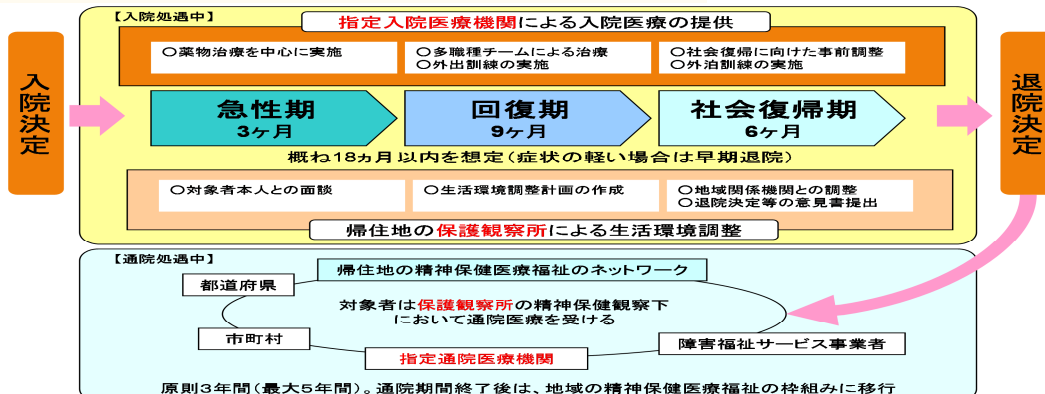 【入院処遇中】
指定入院医療機関による入院医療の提供
入院決定
○薬物治療を中心に実施
○多職種チームによる治療
○外出訓練の実施
○社会復帰に向けた事前調整
○外泊訓練の実施
急性期
3ヶ月
回復期
9ヶ月
社会復帰期
6ヶ月
退院決定
概ね18ヵ月以内を想定(症状の軽い場合は早期退院)
○対象者本人との面談
○生活環境調整計画の作成
○地域関係機関との調整
○退院決定等の意見書提出
帰住地の保護観察所による生活環境調整
【通院処遇中】
帰住地の精神保健医療福祉のネットワーク
都道府県
対象者は保護観察所の精神保健観察下
において通院医療を受ける
市町村
障害福祉サービス事業者
指定通院医療機関
原則3年間(最大5年間)。通院期間終了後は、地域の精神保健医療福祉の枠組みに移行